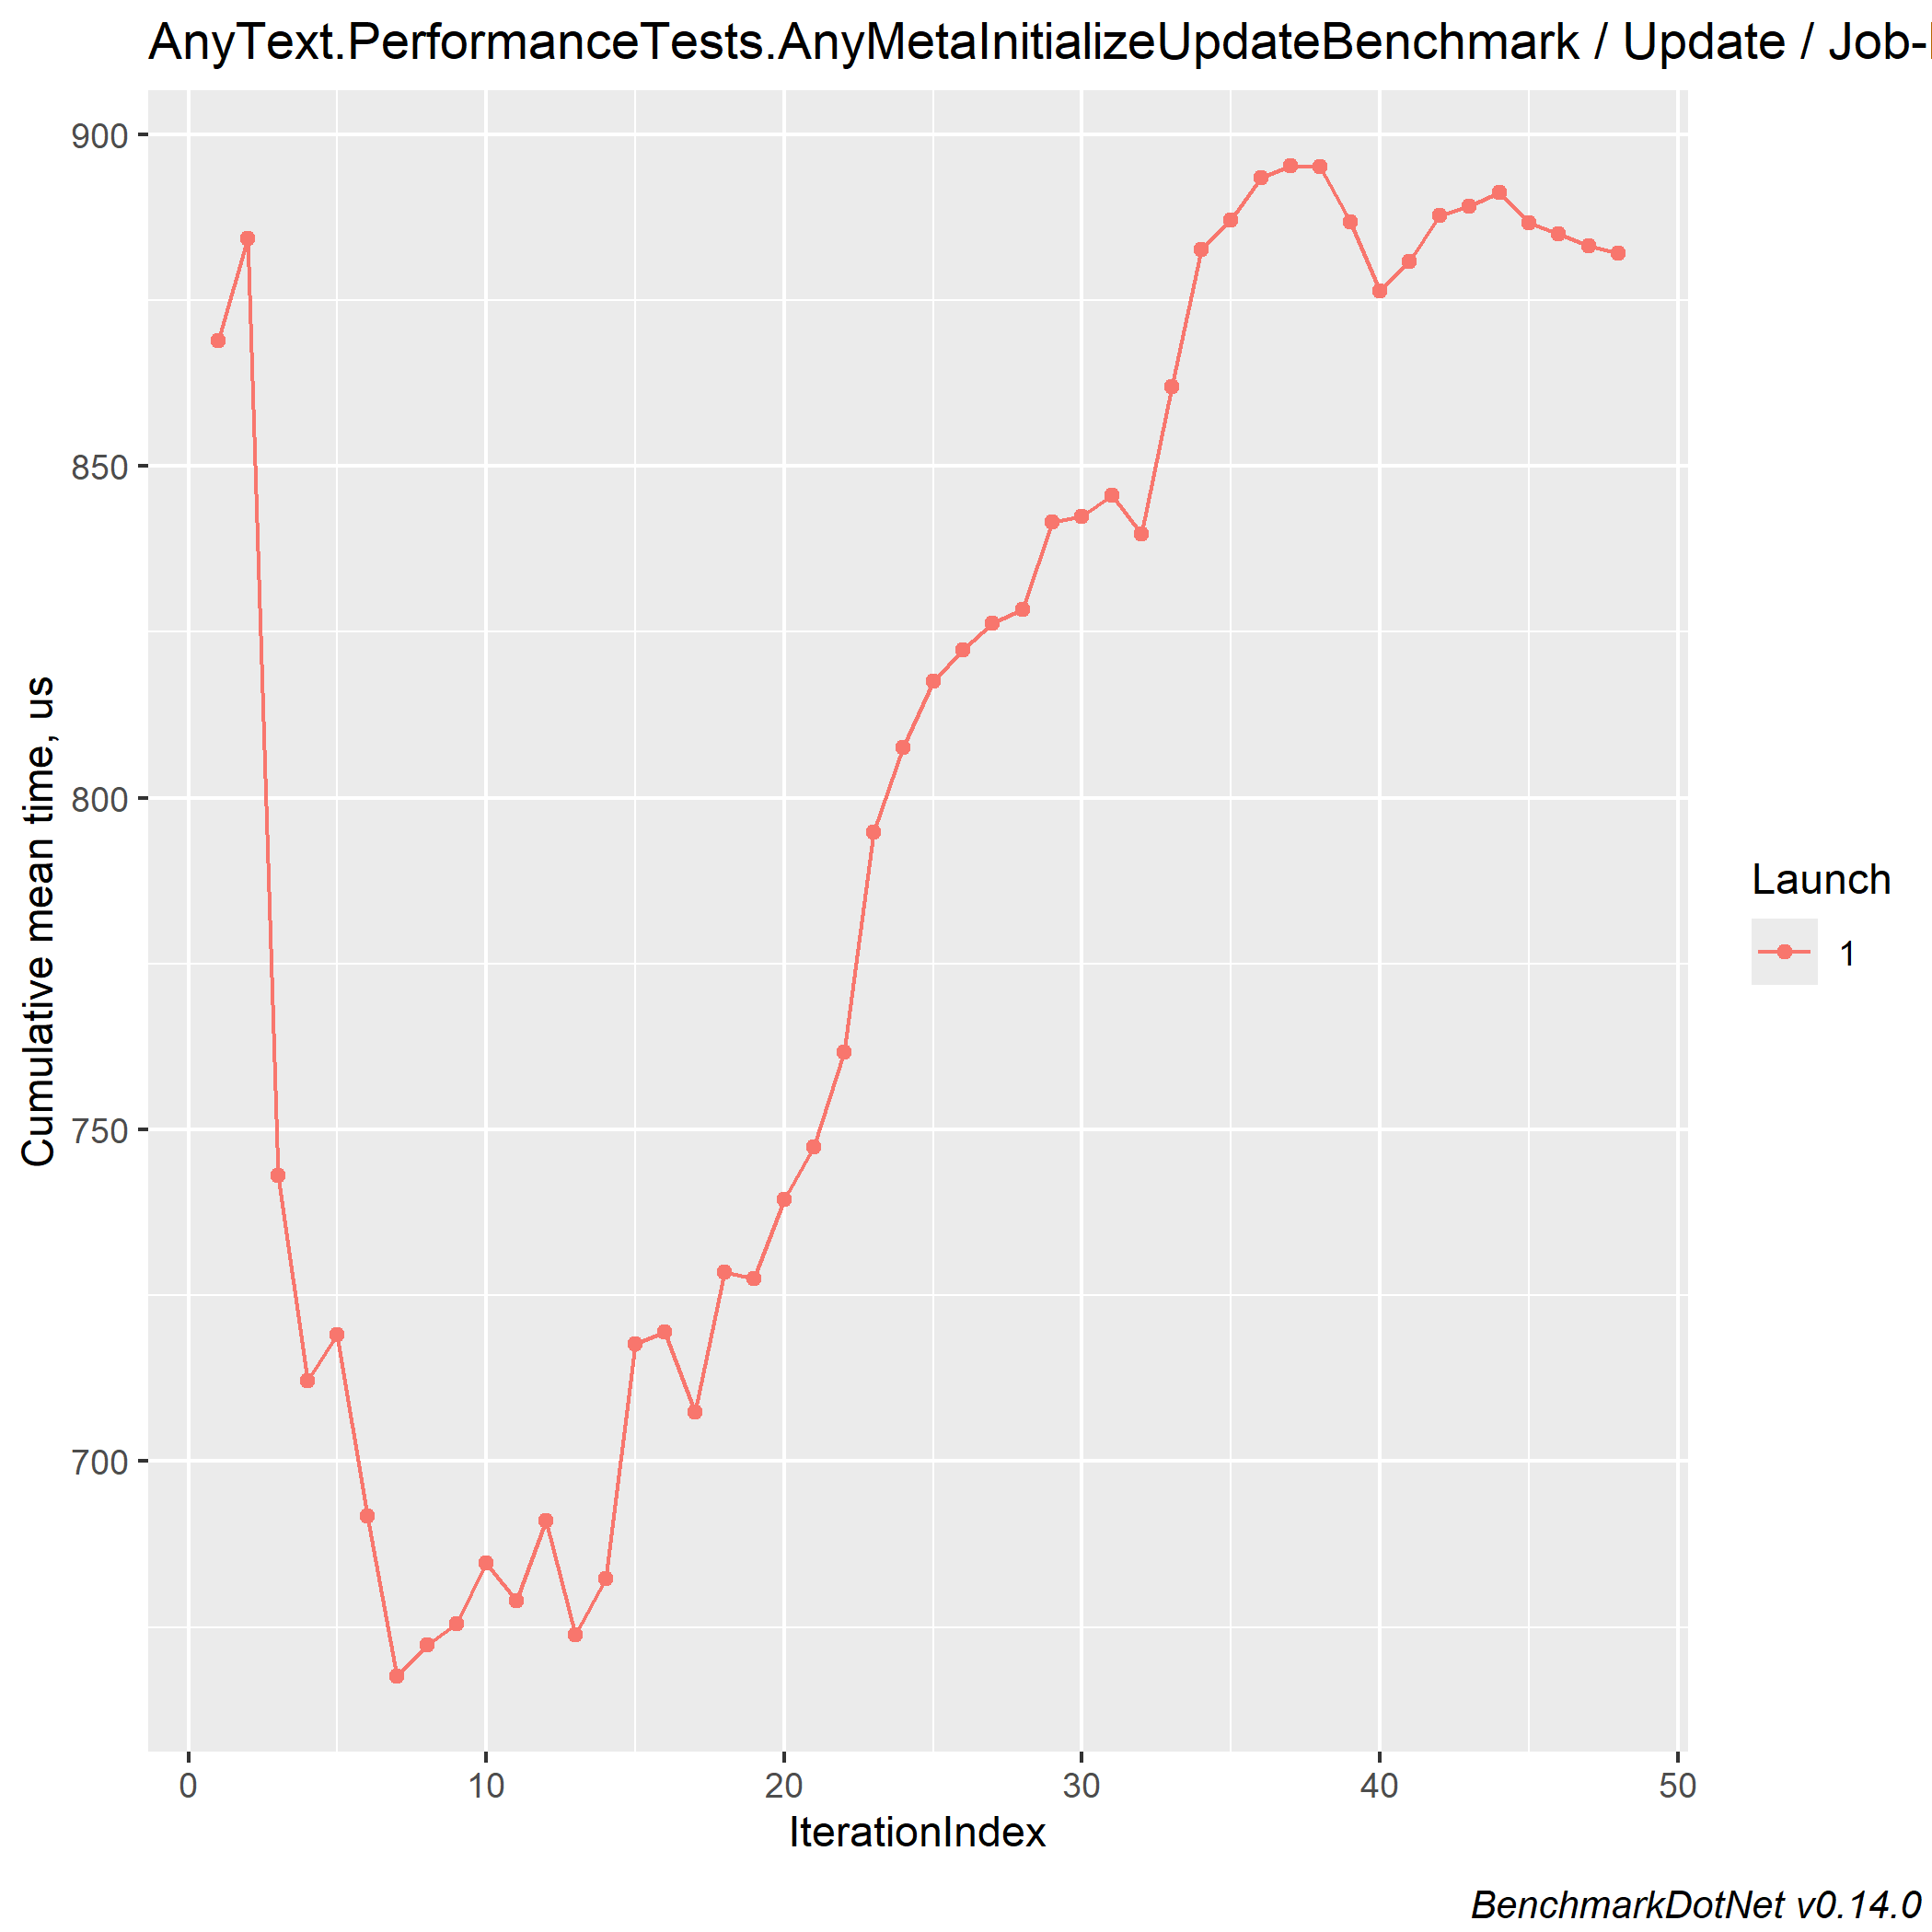 AnyText.PerformanceTests.AnyMetaInitializeUpdateBenchmark / Update / Job-
900
850
800
750
700
Cumulative mean time, us
0 10 20 30 40 50
IterationIndex
Launch
1
BenchmarkDotNet v0.14.0